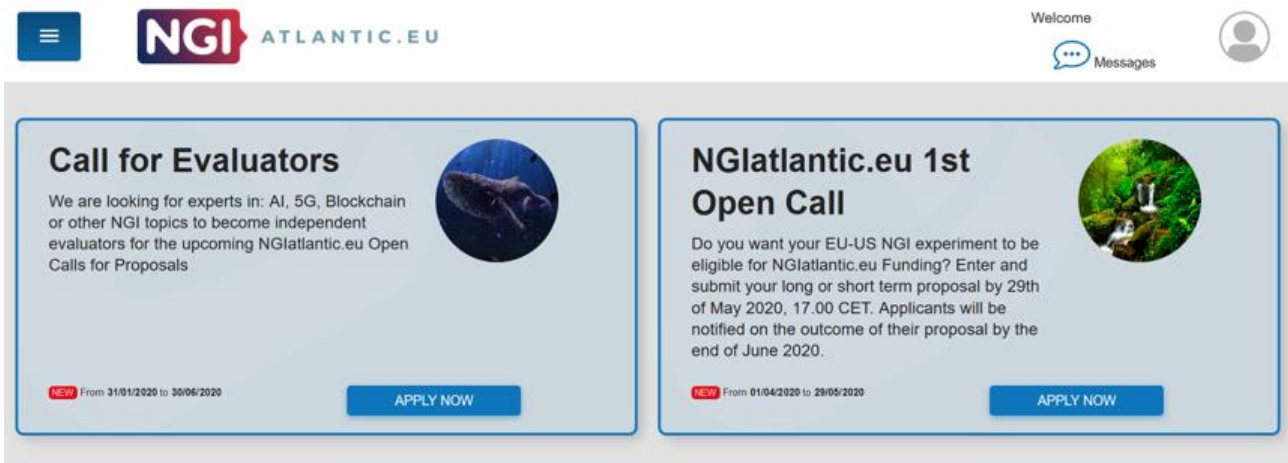 NGI ATLANTIC.EU
Welcome
Messages
Call for Evaluators
We are looking for experts in: AI, 5G, Blockchain
or other NGI topics to become independent
evaluators for the upcoming NGIatlantic.eu Open
Calls for Proposals
NEW From 31/01/2020 to 30/06/2020
APPLY NOW
NGIatlantic.eu 1st
Open Call
Do you want your EU-US NGI experiment to be
eligible for NGIatlantic.eu Funding? Enter and
submit your long or short term proposal by 29th
of May 2020, 17.00 CET. Applicants will be
notified on the outcome of their proposal by the
end of June 2020.
NEW From 01/04/2020 to 29/05/2020
APPLY NOW